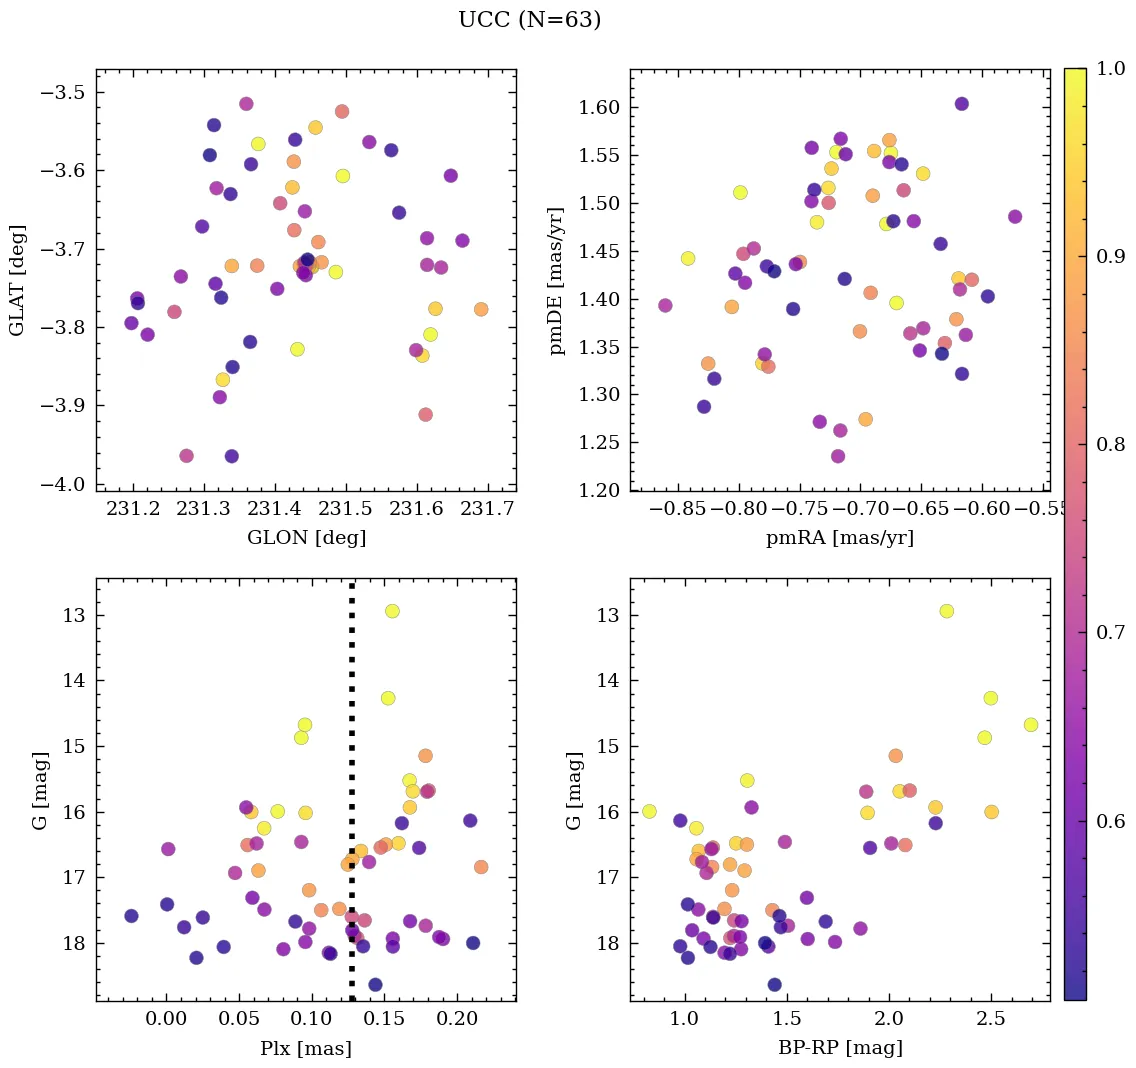 UCC (N=63)
−3.5
−3.6
−3.7
−3.8
−3.9
−4.0
GLAT [deg]
231.2 231.3 231.4 231.5 231.6 231.7
GLON [deg]
1.60
1.55
1.50
1.45
1.40
1.35
1.30
1.25
1.20
pmDE [mas/yr]
−0.85 −0.80 −0.75 −0.70 −0.65 −0.60 −0.55
pmRA [mas/yr]
13
14
15
16
17
18
G [mag]
0.00 0.05 0.10 0.15 0.20
Plx [mas]
13
14
15
16
17
18
G [mag]
1.0 1.5 2.0 2.5
BP-RP [mag]
1.0
0.9
0.8
0.7
0.6